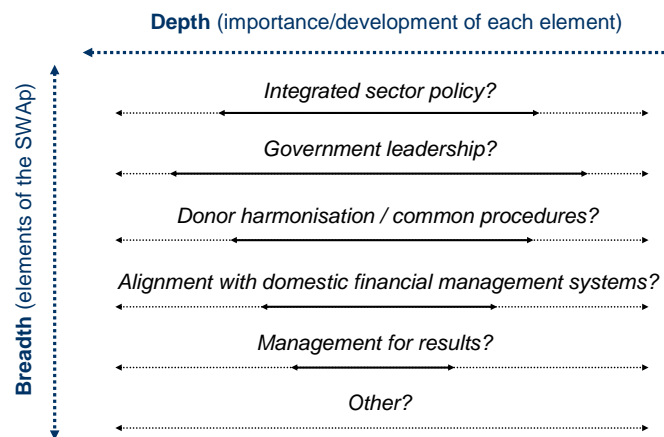 Depth (importance/development of each element)
Breadth (elements of the SWAp)
Integrated sector policy?
Government leadership?
Donor harmonisation / common procedures?
Alignment with domestic financial management systems?
Management for results?
Other?